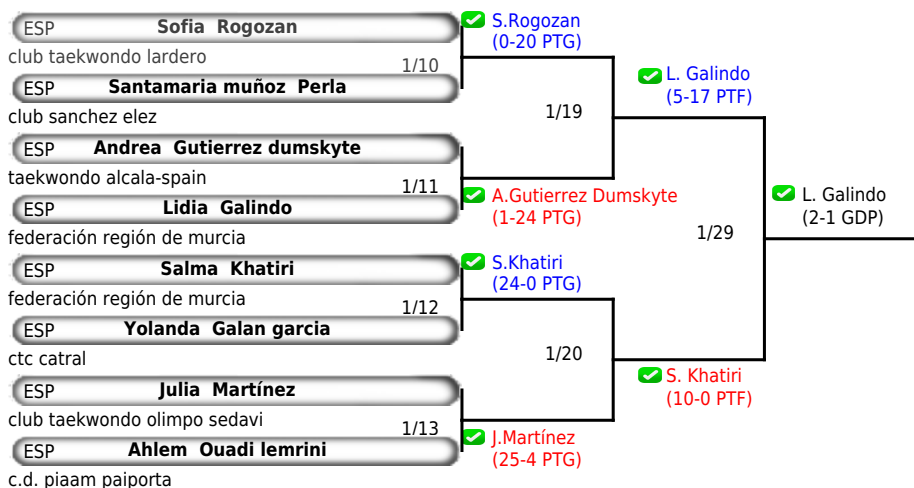 ESP Sofia Rogozan
club taekwondo lardero
1/10
ESP Santamaria muñoz Perla
club sanchez elez
ESP Andrea Gutierrez dumskyte
taekwondo alcala-spain
1/11
ESP Lidia Galindo
federación región de murcia
ESP Salma Khatiri
federación región de murcia
1/12
ESP Yolanda Galan garcia
ctc catral
ESP Julia Martínez
club taekwondo olimpo sedavi
1/13
ESP Ahlem Ouadi lemrini
c.d. piaam paiporta
S.Rogozan
(0-20 PTG)
1/19
A.Gutierrez Dumskyte
(1-24 PTG)
S.Khatiri
(24-0 PTG)
1/20
J.Martínez
(25-4 PTG)
L. Galindo
(5-17 PTF)
1/29
S. Khatiri
(10-0 PTF)
L. Galindo
(2-1 GDP)